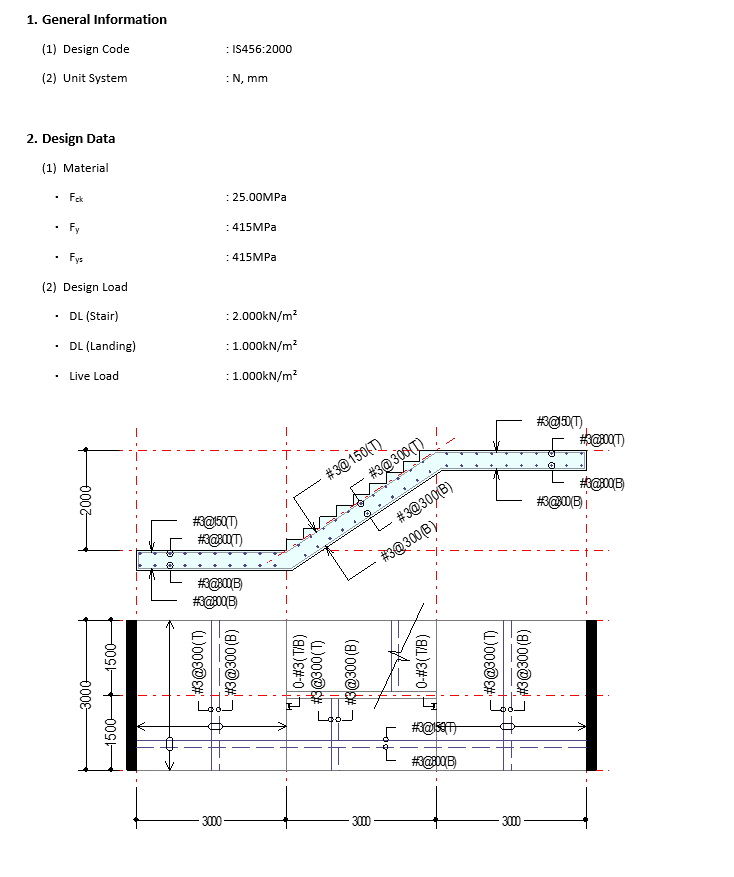 1. General Information
(1) Design Code : IS456:2000
(2) Unit System : N, mm
2. Design Data
(1) Material
· Fck : 25.00MPa
· Fy : 415MPa
· Fys : 415MPa
(2) Design Load
· DL (Stair) : 2.000kN/m²
· DL (Landing) : 1.000kN/m²
· Live Load : 1.000kN/m²
#3@150(T)
#3@300(T)
#3@150(T)
#3@300(T)
#3@300(B)
#3@300(B)
#3@300(B)
#3@300(B)
2000
#3@150(T)
#3@300(T)
#3@300(B)
#3@300(B)
3000
1500
1500
#3@300(T)
#3@300(B)
0-#3(T/B)
#3@300(T)
#3@300(B)
0-#3(T/B)
#3@300(T)
#3@300(B)
#3@150(T)
#3@300(B)
3000
3000
3000